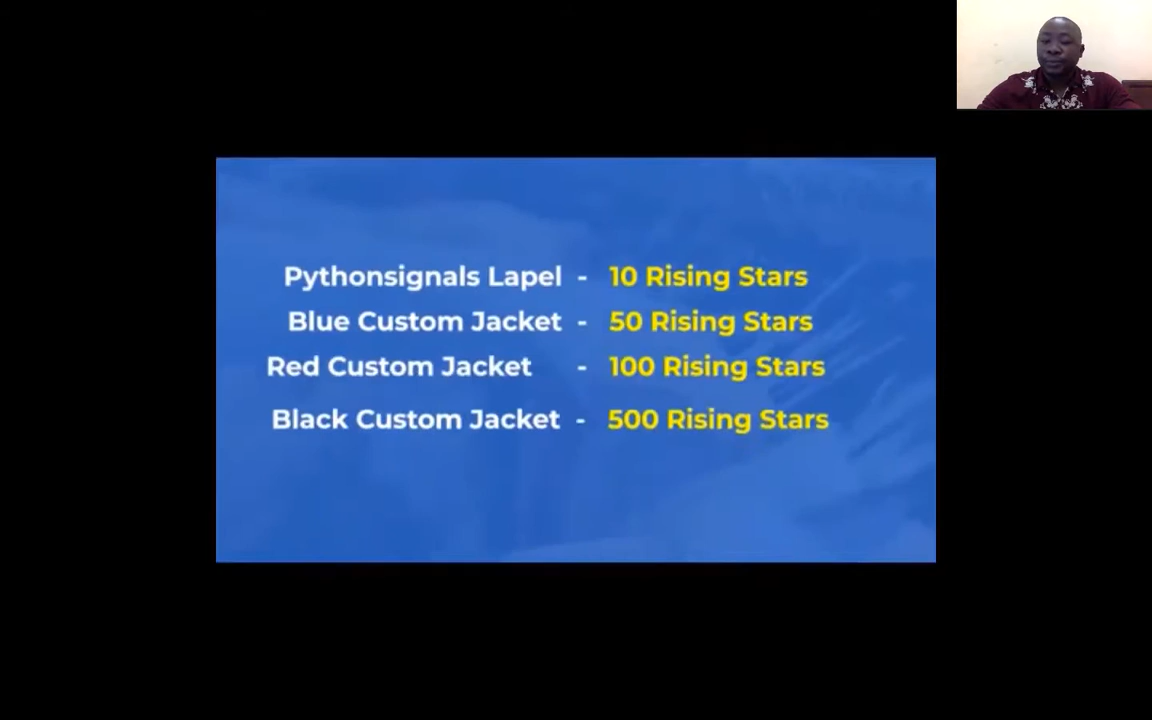 Pythonsignals Lapel - 10 Rising Stars
Blue Custom Jacket - 50 Rising Stars
Red Custom Jacket - 100 Rising Stars
Black Custom Jacket - 500 Rising Stars